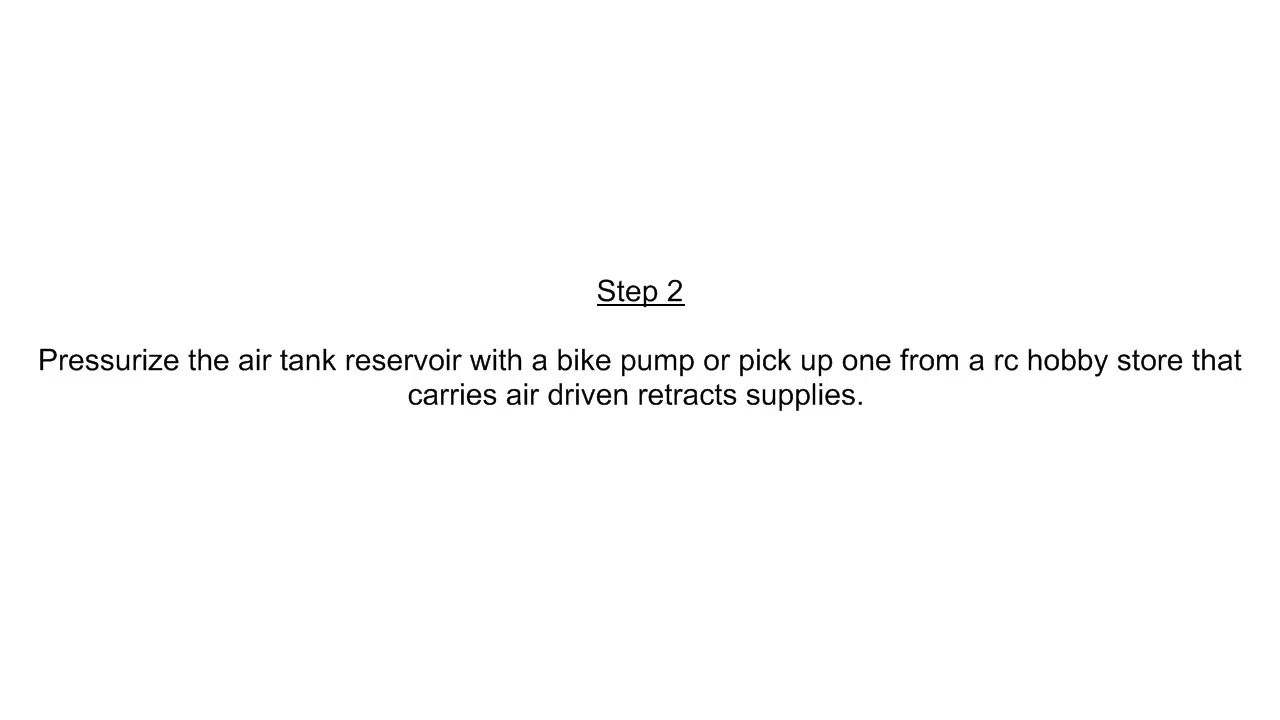 Step 2
Pressurize the air tank reservoir with a bike pump or pick up one from a rc hobby store that
carries air driven retracts supplies.